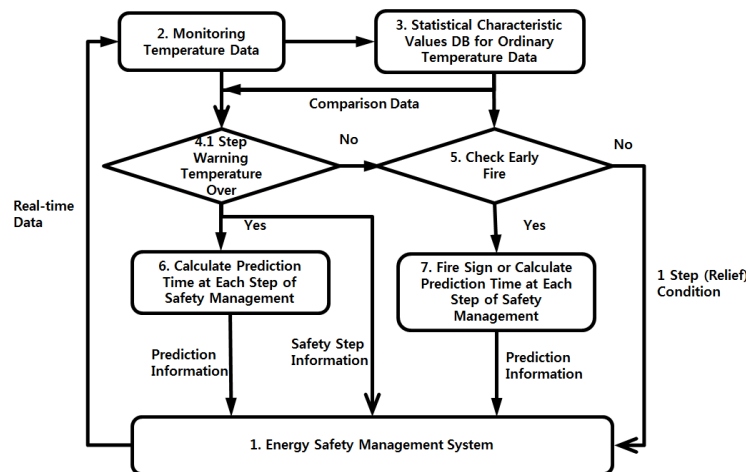 2. Monitoring
Temperature Data
3. Statistical Characteristic
Values DB for Ordinary
Temperature Data
Comparison Data
4.1 Step
Warning
Temperature
Over
No
5. Check Early
Fire
No
Real-time
Data
Yes
Yes
6. Calculate Prediction
Time at Each Step of
Safety Management
7. Fire Sign or Calculate
Prediction Time at Each
Step of Safety
Management
1 Step (Relief)
Condition
Prediction
Information
Safety Step
Information
Prediction
Information
1. Energy Safety Management System